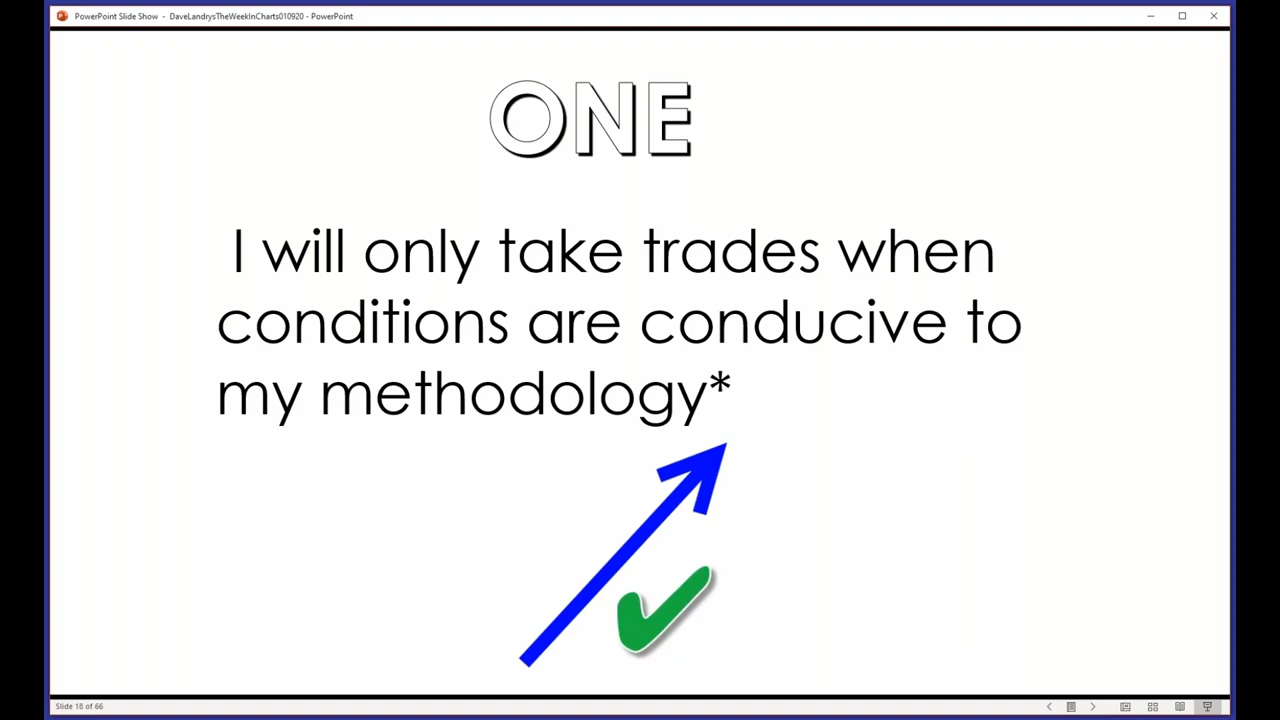 PowerPoint Slide Show - DaveLandrysTheWeekInCharts010920 - PowerPoint
ONE
I will only take trades when
conditions are conducive to
my methodology*
Slide 18 of 66